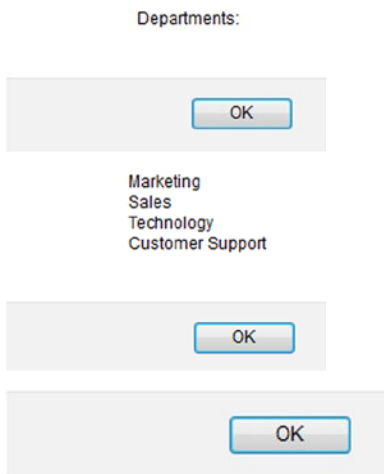 Departments:
OK
Marketing
Sales
Technology
Customer Support
OK
OK